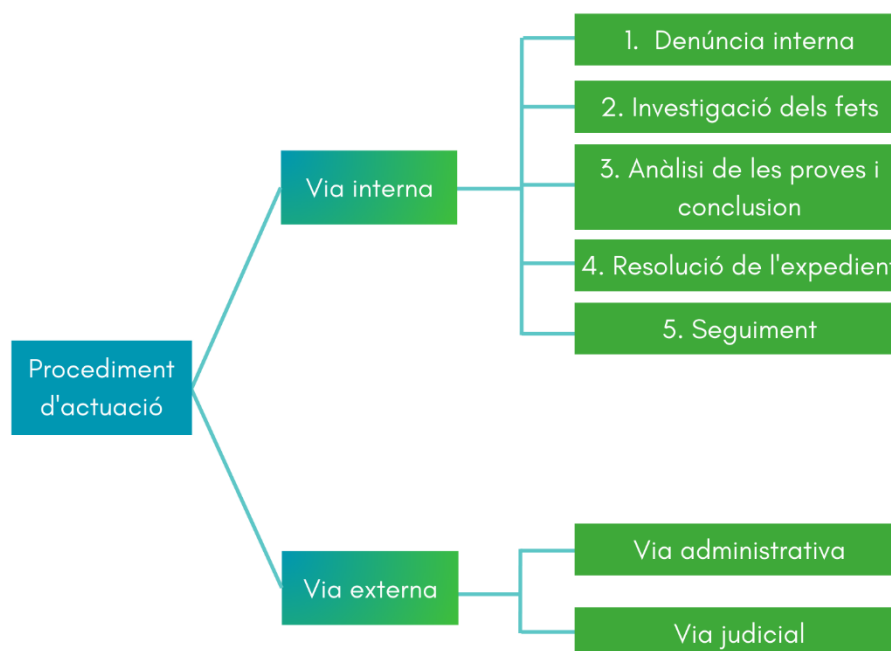 Procediment
d'actuació
Via interna
1. Denúncia interna
2. Investigació dels fets
3. Anàlisi de les proves i
conclusion
4. Resolució de l'expedient
5. Seguiment
Via externa
Via administrativa
Via judicial